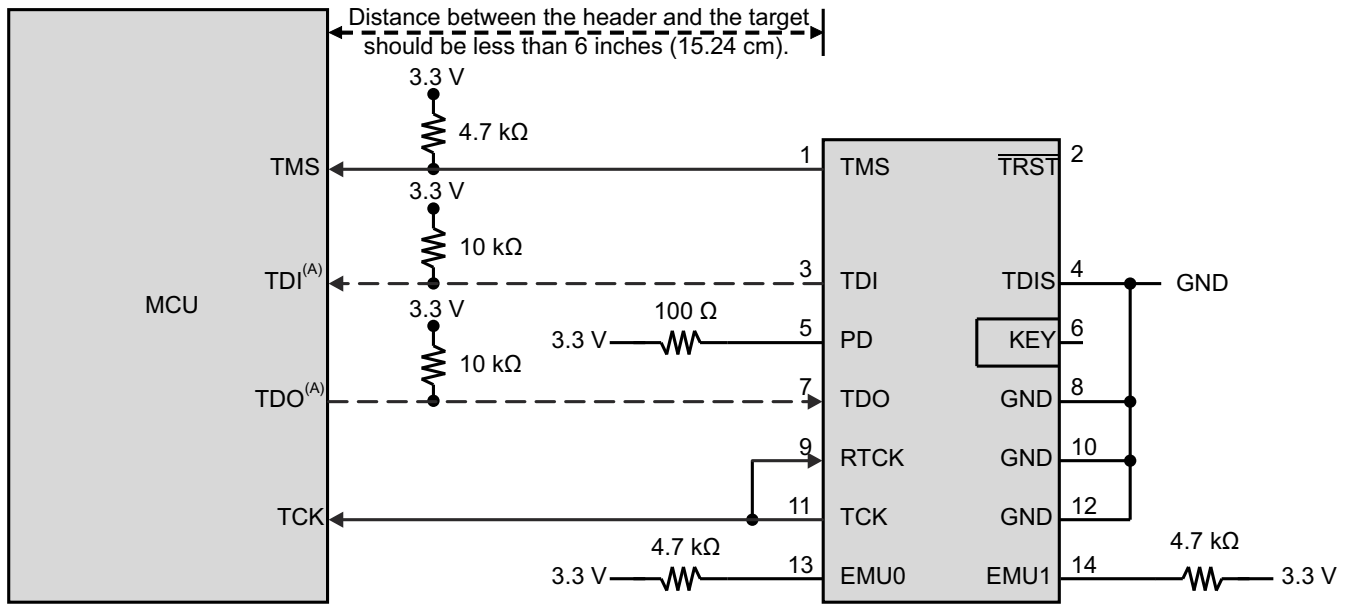 Distance between the header and the target
should be less than 6 inches (15.24 cm).
3.3 V
4.7 kΩ
TMS
1
TMS
TRST
2
3.3 V
10 kΩ
TDI(A)
3
TDI
TDIS
4
GND
MCU
3.3 V
100 Ω
3.3 V
5
PD
KEY
6
10 kΩ
TDO(A)
7
TDO
GND
8
9
RTCK
GND
10
TCK
11
TCK
GND
12
4.7 kΩ
3.3 V
13
EMU0
EMU1
14
4.7 kΩ
3.3 V